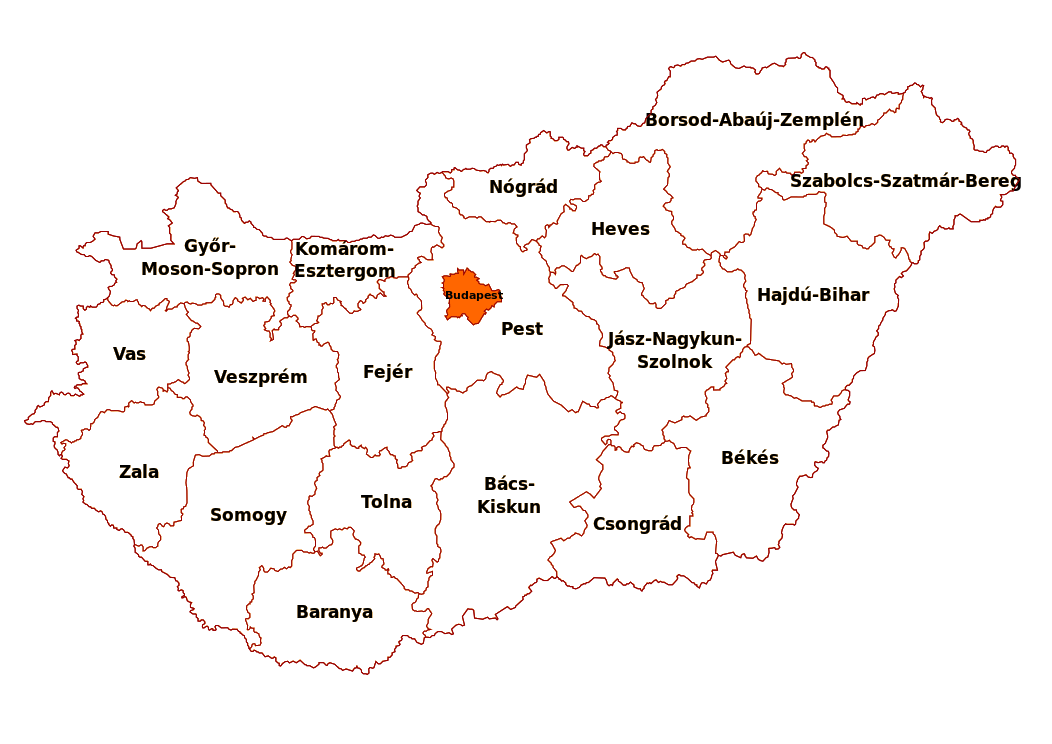 Borsod-Abaúj-Zemplén
Szabolcs-Szatmár-Bereg
Nógrád
Heves
Győr-
Moson-Sopron
Komárom-
Esztergom
Budapest
Hajdú-Bihar
Pest
Jász-Nagykun-
Szolnok
Vas
Veszprém
Fejér
Zala
Somogy
Tolna
Bács-
Kiskun
Békés
Csongrád
Baranya